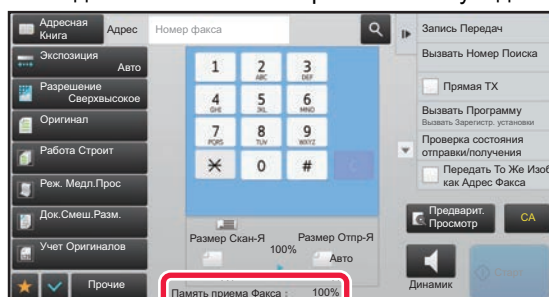 Адресная
Книга
Адрес
Номер факса
Запись Передач
Экспозиция
Авто
Вызвать Номер Поиска
Разрешение
Сверхвысокое
Прямая TX
Оригинал
Вызвать Программу
Вызвать Зарегистр. установки
Работа Строит
Проверка состояния
отправки/получения
Реж. Медл.Прос
Передать То Же Изоб
как Адрес Факса
Док.Смеш.Разм.
Учет Оригиналов
Прочие
1
2 ABC
3 DEF
4 GHI
5 JKL
6 MNO
7 PQRS
8 TUV
9 WXYZ
0
#
Размер Скан-Я
100%
Размер Отпр-Я
Авто
Память приема Факса : 100%
Предварит.
Просмотр
CA
Динамик